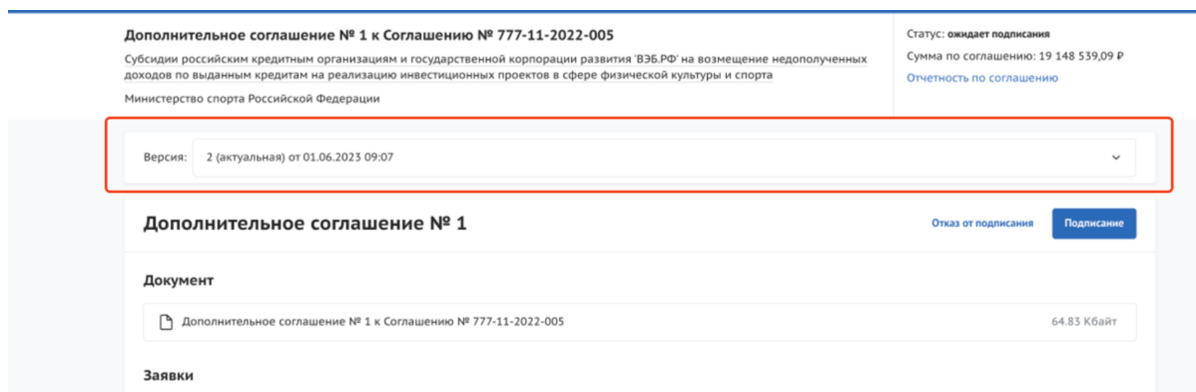 Дополнительное соглашение № 1 к Соглашению № 777-11-2022-005
Субсидии российским кредитным организациям и государственной корпорации развития 'ВЭБ.РФ' на возмещение недополученных
доходов по выданным кредитам на реализацию инвестиционных проектов в сфере физической культуры и спорта
Министерство спорта Российской Федерации
Статус: ожидает подписания
Сумма по соглашению: 19 148 539,09 ₽
Отчетность по соглашению
Версия: 2 (актуальная) от 01.06.2023 09:07
Дополнительное соглашение № 1
Отказ от подписания
Подписание
Документ
Дополнительное соглашение № 1 к Соглашению № 777-11-2022-005
64.83 Кбайт
Заявки